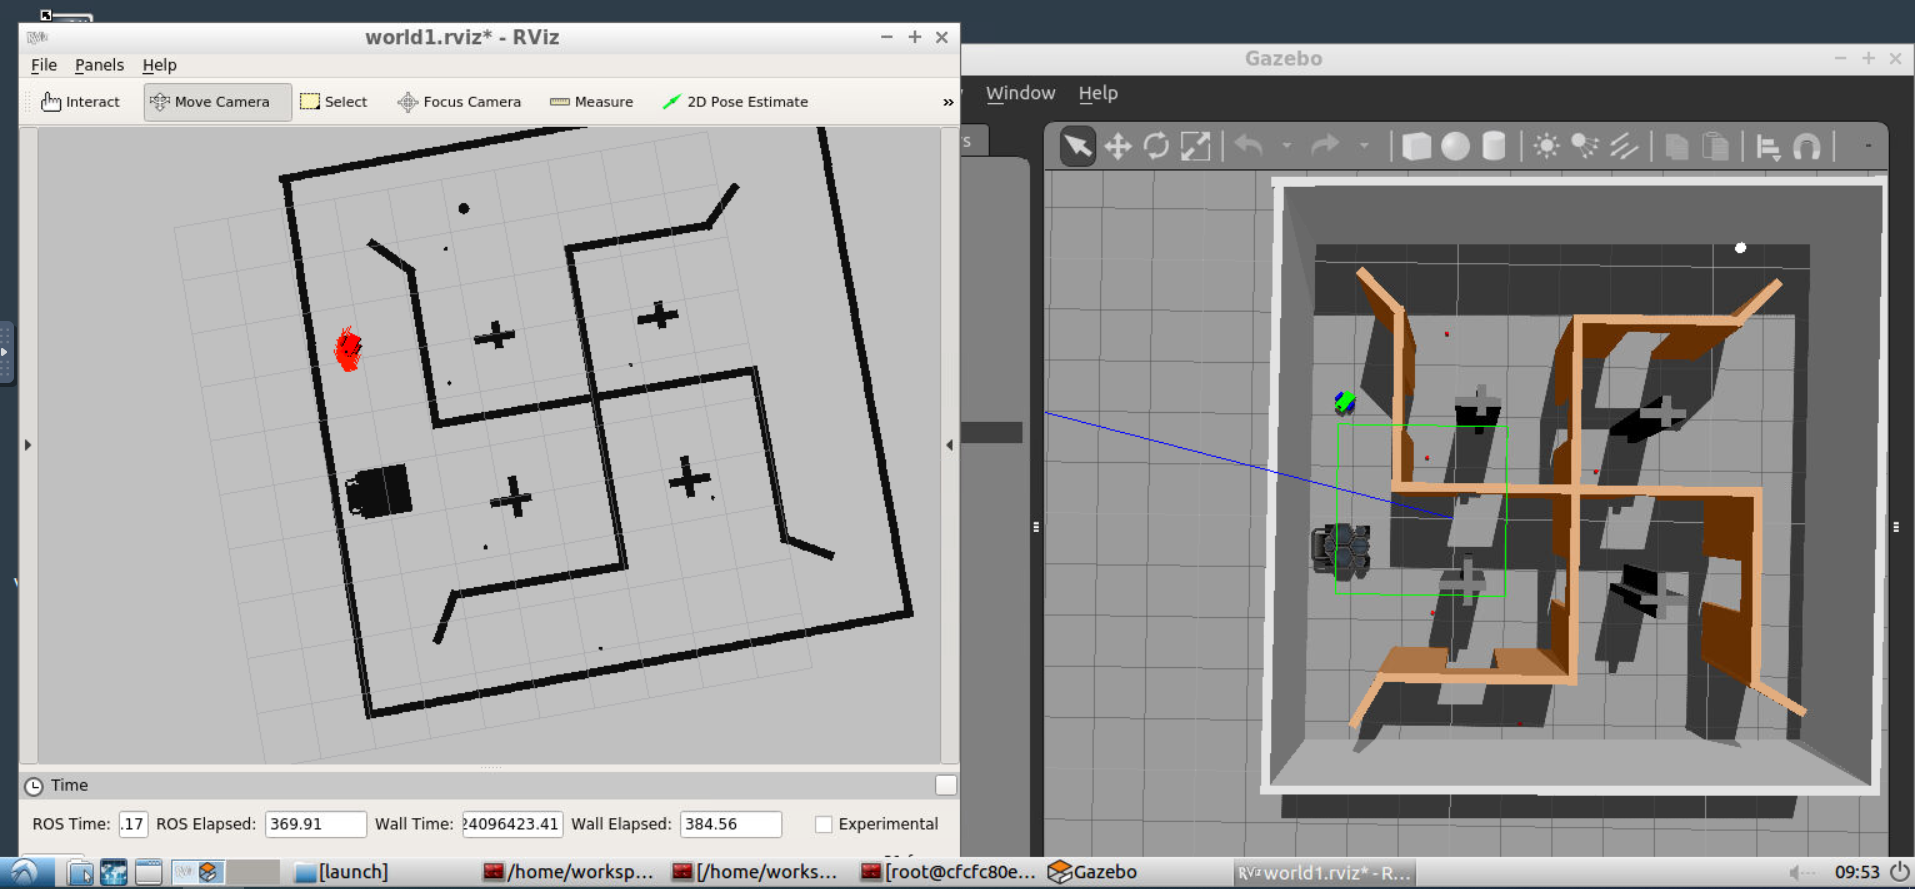 world1.rviz* - RViz
File Panels Help
Interact Move Camera Select Focus Camera Measure 2D Pose Estimate »
Gazebo
Window Help
Time
ROS Time: .17 ROS Elapsed: 369.91 Wall Time: 24096423.41 Wall Elapsed: 384.56 Experimental
[launch] /home/worksp... [/home/works... [root@cfcfc80e... Gazebo world1.rviz* - R... 09:53